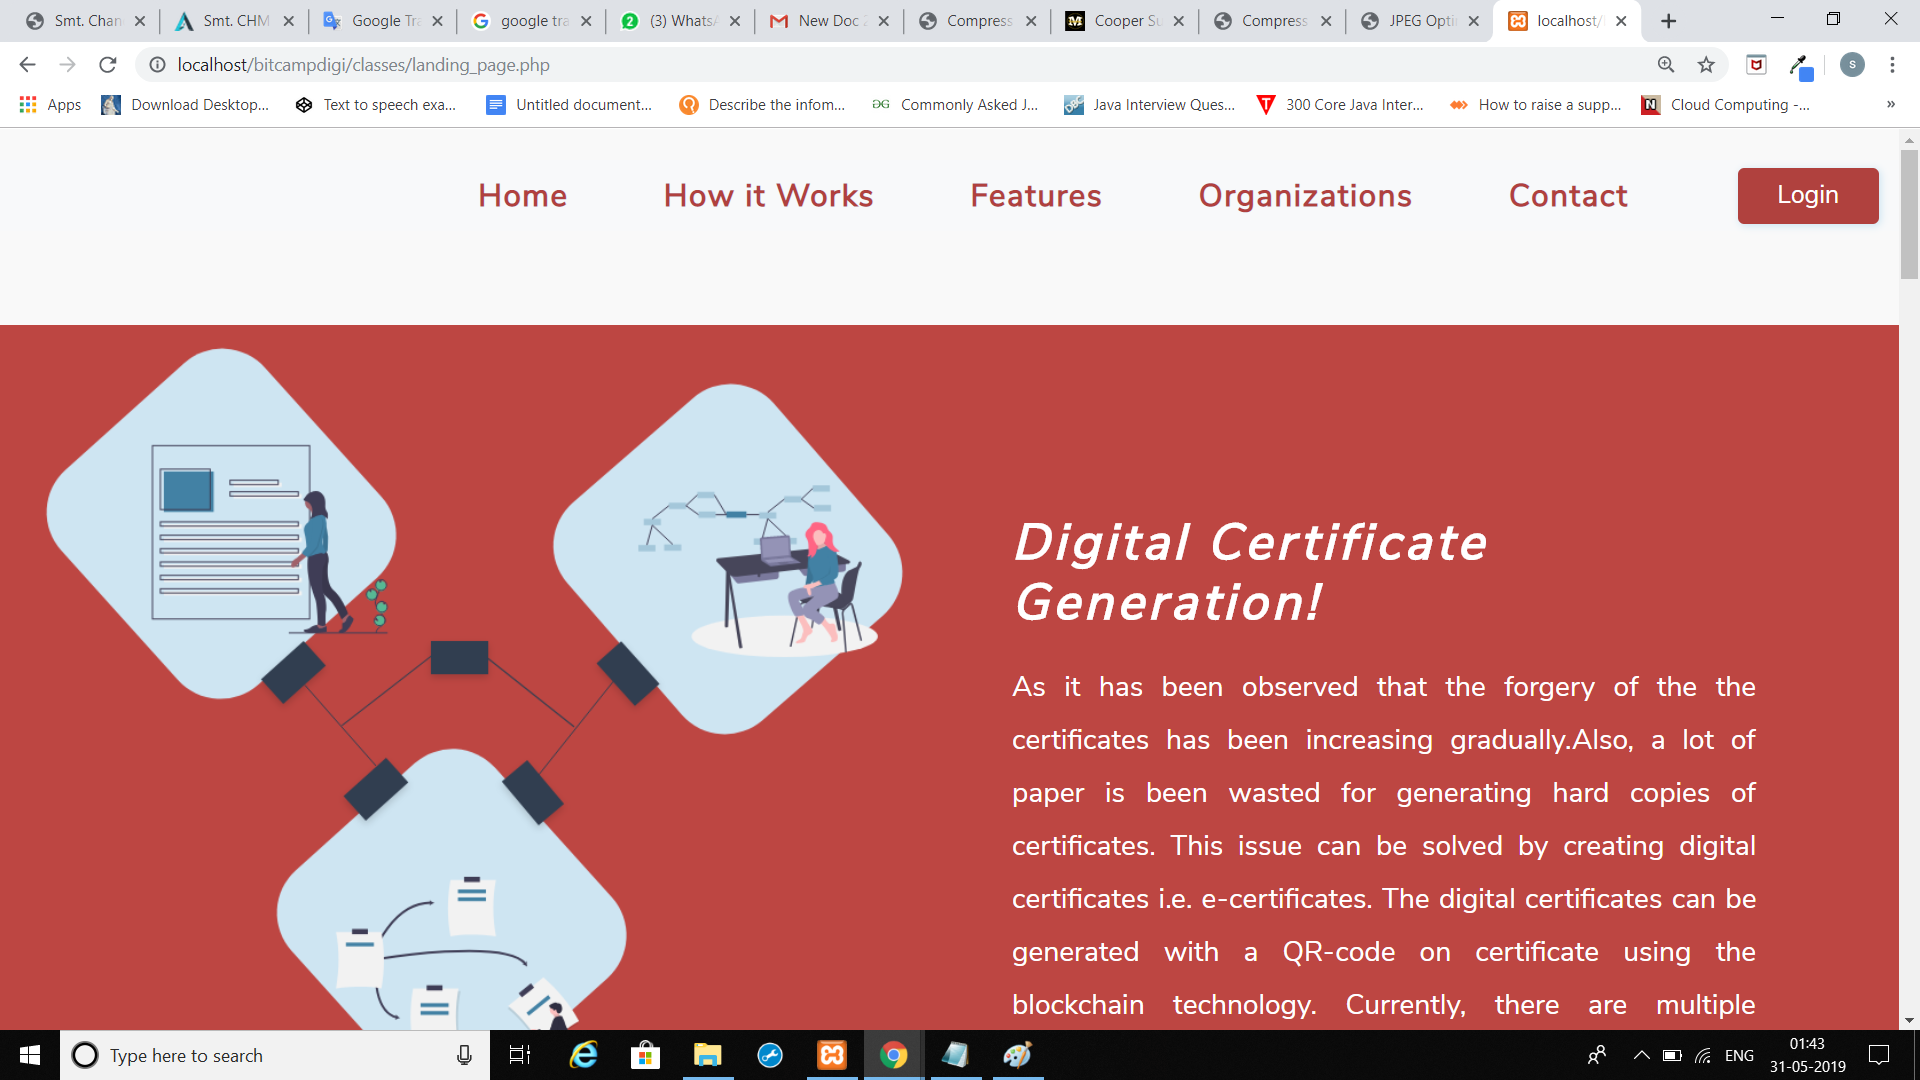 Smt. Chan
Smt. CHM
Google Tra
google tra
(3) WhatsA
New Doc 2
Compress
Cooper Su
Compress
JPEG Opti
localhost/
localhost/bitcampdigi/classes/landing_page.php
s
Apps
Download Desktop...
Text to speech exa...
Untitled document...
Describe the infom...
Commonly Asked J...
Java Interview Ques...
300 Core Java Inter...
How to raise a supp...
Cloud Computing -...
»
Home
How it Works
Features
Organizations
Contact
Login
Digital Certificate
Generation!
As it has been observed that the forgery of the the
certificates has been increasing gradually.Also, a lot of
paper is been wasted for generating hard copies of
certificates. This issue can be solved by creating digital
certificates i.e. e-certificates. The digital certificates can be
generated with a QR-code on certificate using the
blockchain technology. Currently, there are multiple
Type here to search
ENG
01:43
31-05-2019